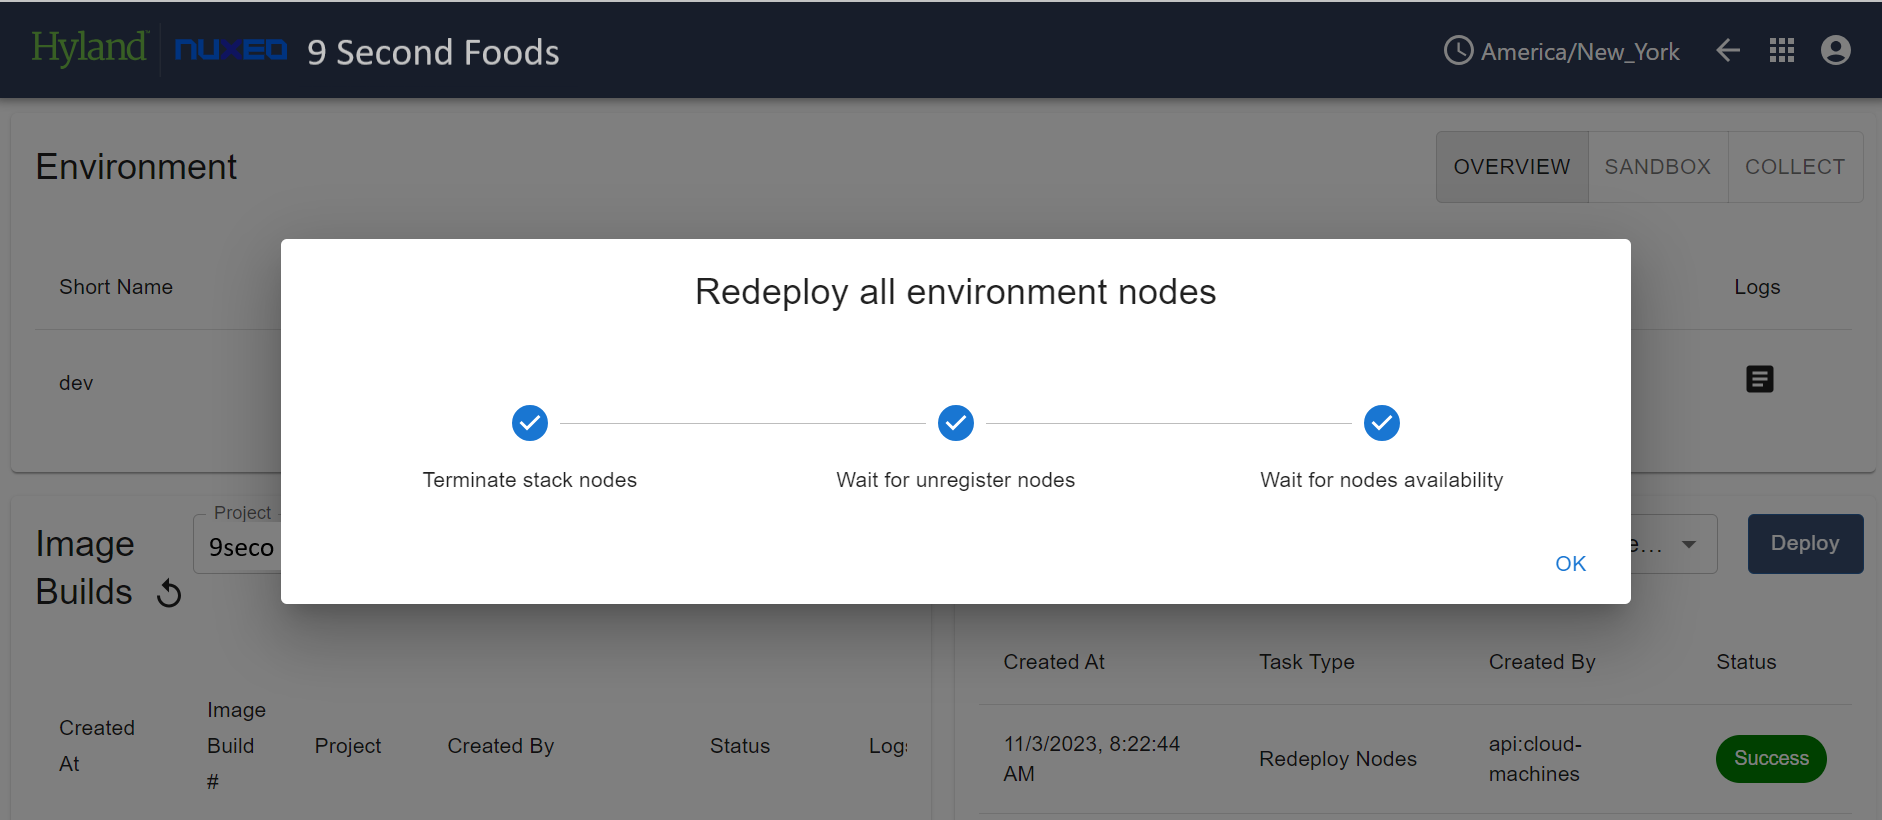 Hyland nuxeo 9 Second Foods America/New_York
Environment OVERVIEW SANDBOX COLLECT
Redeploy all environment nodes
Short Name Logs
dev
Terminate stack nodes Wait for unregister nodes Wait for nodes availability
OK
Image
Builds
Project
9seco
e...
Deploy
Created
At
Image
Build
#
Project
Created By
Status
Log
Created At Task Type Created By Status
11/3/2023, 8:22:44
AM
Redeploy Nodes
api:cloud-
machines
Success